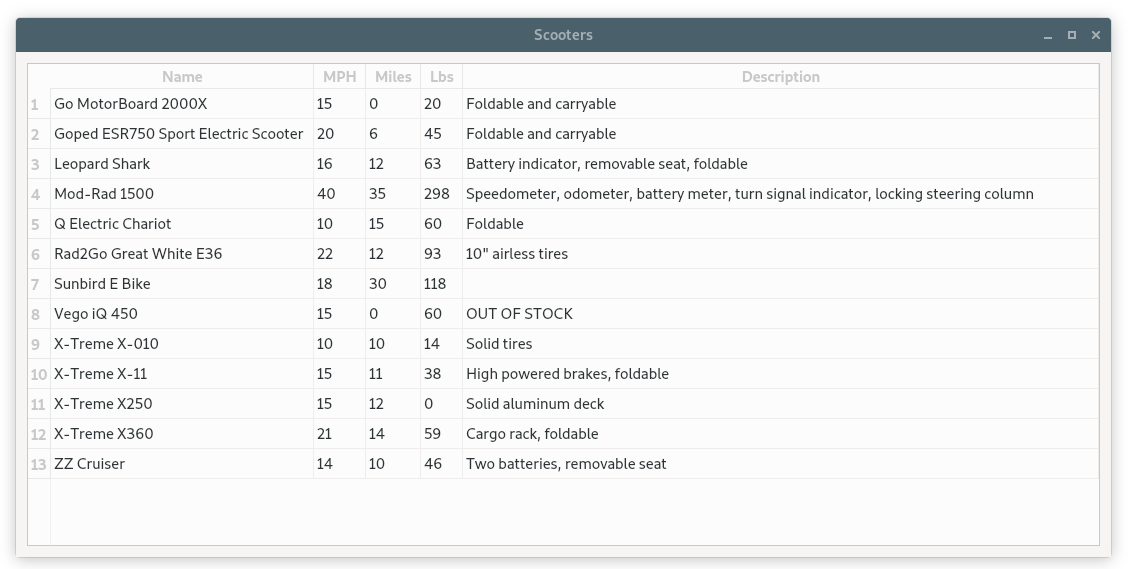 Scooters
Name MPH Miles Lbs Description
1 Go MotorBoard 2000X 15 0 20 Foldable and carryable
2 Goped ESR750 Sport Electric Scooter 20 6 45 Foldable and carryable
3 Leopard Shark 16 12 63 Battery indicator, removable seat, foldable
4 Mod-Rad 1500 40 35 298 Speedometer, odometer, battery meter, turn signal indicator, locking steering column
5 Q Electric Chariot 10 15 60 Foldable
6 Rad2Go Great White E36 22 12 93 10" airless tires
7 Sunbird E Bike 18 30 118
8 Vego iQ 450 15 0 60 OUT OF STOCK
9 X-Treme X-010 10 10 14 Solid tires
10 X-Treme X-11 15 11 38 High powered brakes, foldable
11 X-Treme X250 15 12 0 Solid aluminum deck
12 X-Treme X360 21 14 59 Cargo rack, foldable
13 ZZ Cruiser 14 10 46 Two batteries, removable seat